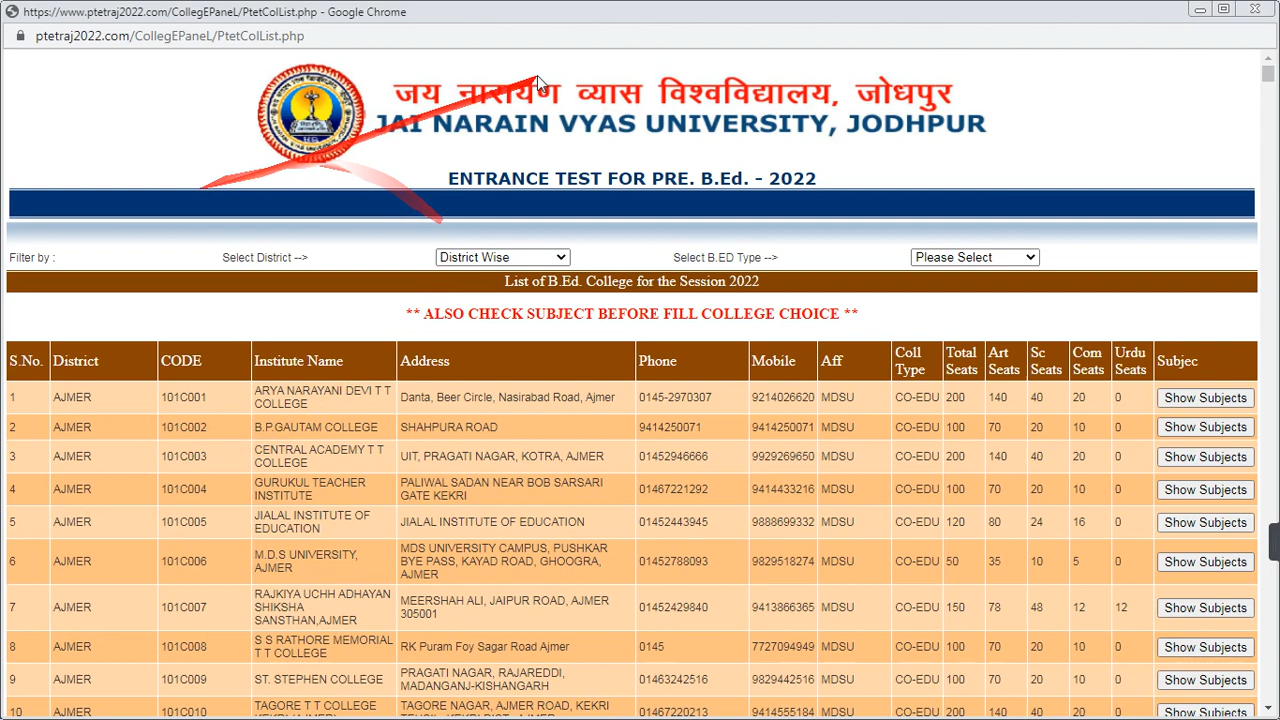 https://www.ptetraj2022.com/CollegEPaneL/PtetColList.php - Google Chrome
ptetraj2022.com/CollegEPaneL/PtetColList.php
जय नारायण व्यास विश्वविद्यालय, जोधपुर
JAI NARAIN VYAS UNIVERSITY, JODHPUR
ENTRANCE TEST FOR PRE. B.Ed. - 2022
Filter by : Select District --> District Wise Select B.ED Type --> Please Select
List of B.Ed. College for the Session 2022
** ALSO CHECK SUBJECT BEFORE FILL COLLEGE CHOICE **
S.No. District CODE Institute Name Address Phone Mobile Aff Coll Type Total Seats Art Seats Sc Seats Com Seats Urdu Seats Subjec
1 AJMER 101C001 ARYA NARAYANI DEVI T T COLLEGE Danta, Beer Circle, Nasirabad Road, Ajmer 0145-2970307 9214026620 MDSU CO-EDU 200 140 40 20 0 Show Subjects
2 AJMER 101C002 B.P.GAUTAM COLLEGE SHAHPURA ROAD 9414250071 9414250071 MDSU CO-EDU 100 70 20 10 0 Show Subjects
3 AJMER 101C003 CENTRAL ACADEMY T T COLLEGE UIT, PRAGATI NAGAR, KOTRA, AJMER 01452946666 9929269650 MDSU CO-EDU 200 140 40 20 0 Show Subjects
4 AJMER 101C004 GURUKUL TEACHER INSTITUTE PALIWAL SADAN NEAR BOB SARSARI GATE KEKRI 01467221292 9414433216 MDSU CO-EDU 100 70 20 10 0 Show Subjects
5 AJMER 101C005 JIALAL INSTITUTE OF EDUCATION JIALAL INSTITUTE OF EDUCATION 01452443945 9888699332 MDSU CO-EDU 120 80 24 16 0 Show Subjects
6 AJMER 101C006 M.D.S UNIVERSITY, AJMER MDS UNIVERSITY CAMPUS, PUSHKAR BYE PASS, KAYAD ROAD, GHOOGRA, AJMER 01452788093 9829518274 MDSU CO-EDU 50 35 10 5 0 Show Subjects
7 AJMER 101C007 RAJKIYA UCHH ADHAYAN SHIKSHA SANSTHAN,AJMER MEERSHAH ALI, JAIPUR ROAD, AJMER 305001 01452429840 9413866365 MDSU CO-EDU 150 78 48 12 12 Show Subjects
8 AJMER 101C008 S S RATHORE MEMORIAL T T COLLEGE RK Puram Foy Sagar Road Ajmer 0145 7727094949 MDSU CO-EDU 100 70 20 10 0 Show Subjects
9 AJMER 101C009 ST. STEPHEN COLLEGE PRAGATI NAGAR, RAJAREDDI, MADANGANJ-KISHANGARH 01463242516 9829442516 MDSU CO-EDU 100 70 20 10 0 Show Subjects
10 AJMER 101C010 TAGORE T T COLLEGE TAGORE NAGAR, AJMER ROAD, KEKRI 01467220213 9414555184 MDSU CO-EDU 200 140 40 20 0 Show Subjects